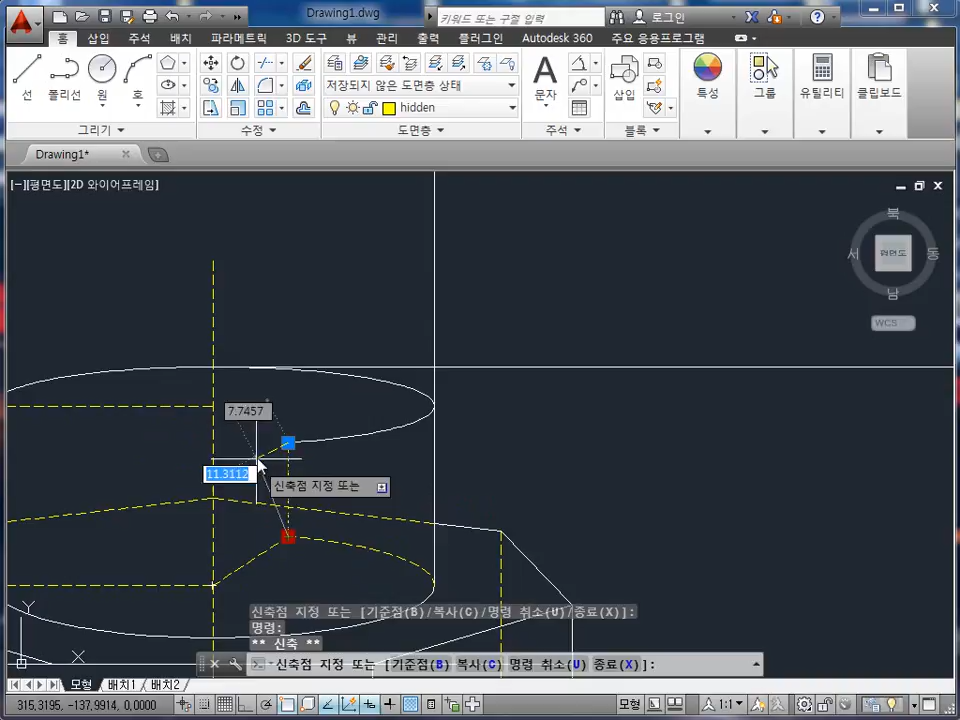 Drawing1.dwg
키워드 또는 구절 입력
로그인
홈 삽입 주석 배치 파라메트릭 3D 도구 뷰 관리 출력 플러그인 Autodesk 360 주요 응용프로그램
선 폴리선 원 호
저장되지 않은 도면층 상태
hidden
문자
삽입
특성
그룹
유틸리티
클립보드
그리기 수정 도면층 주석 블록
Drawing1*
[−]평면도][2D 와이어프레임]
북
서 평면도 동
남
WCS
7.7457
11.3112
신축점 지정 또는
Y
X
신축점 지정 또는 [기준점(B)/복사(C)/명령 취소(U)/종료(X)]:
명령:
** 신축 **
신축점 지정 또는 [기준점(B) 복사(C) 명령 취소(U) 종료(X)]:
모형 배치1 배치2
315.3195, -137.9914, 0.0000
모형
1:1